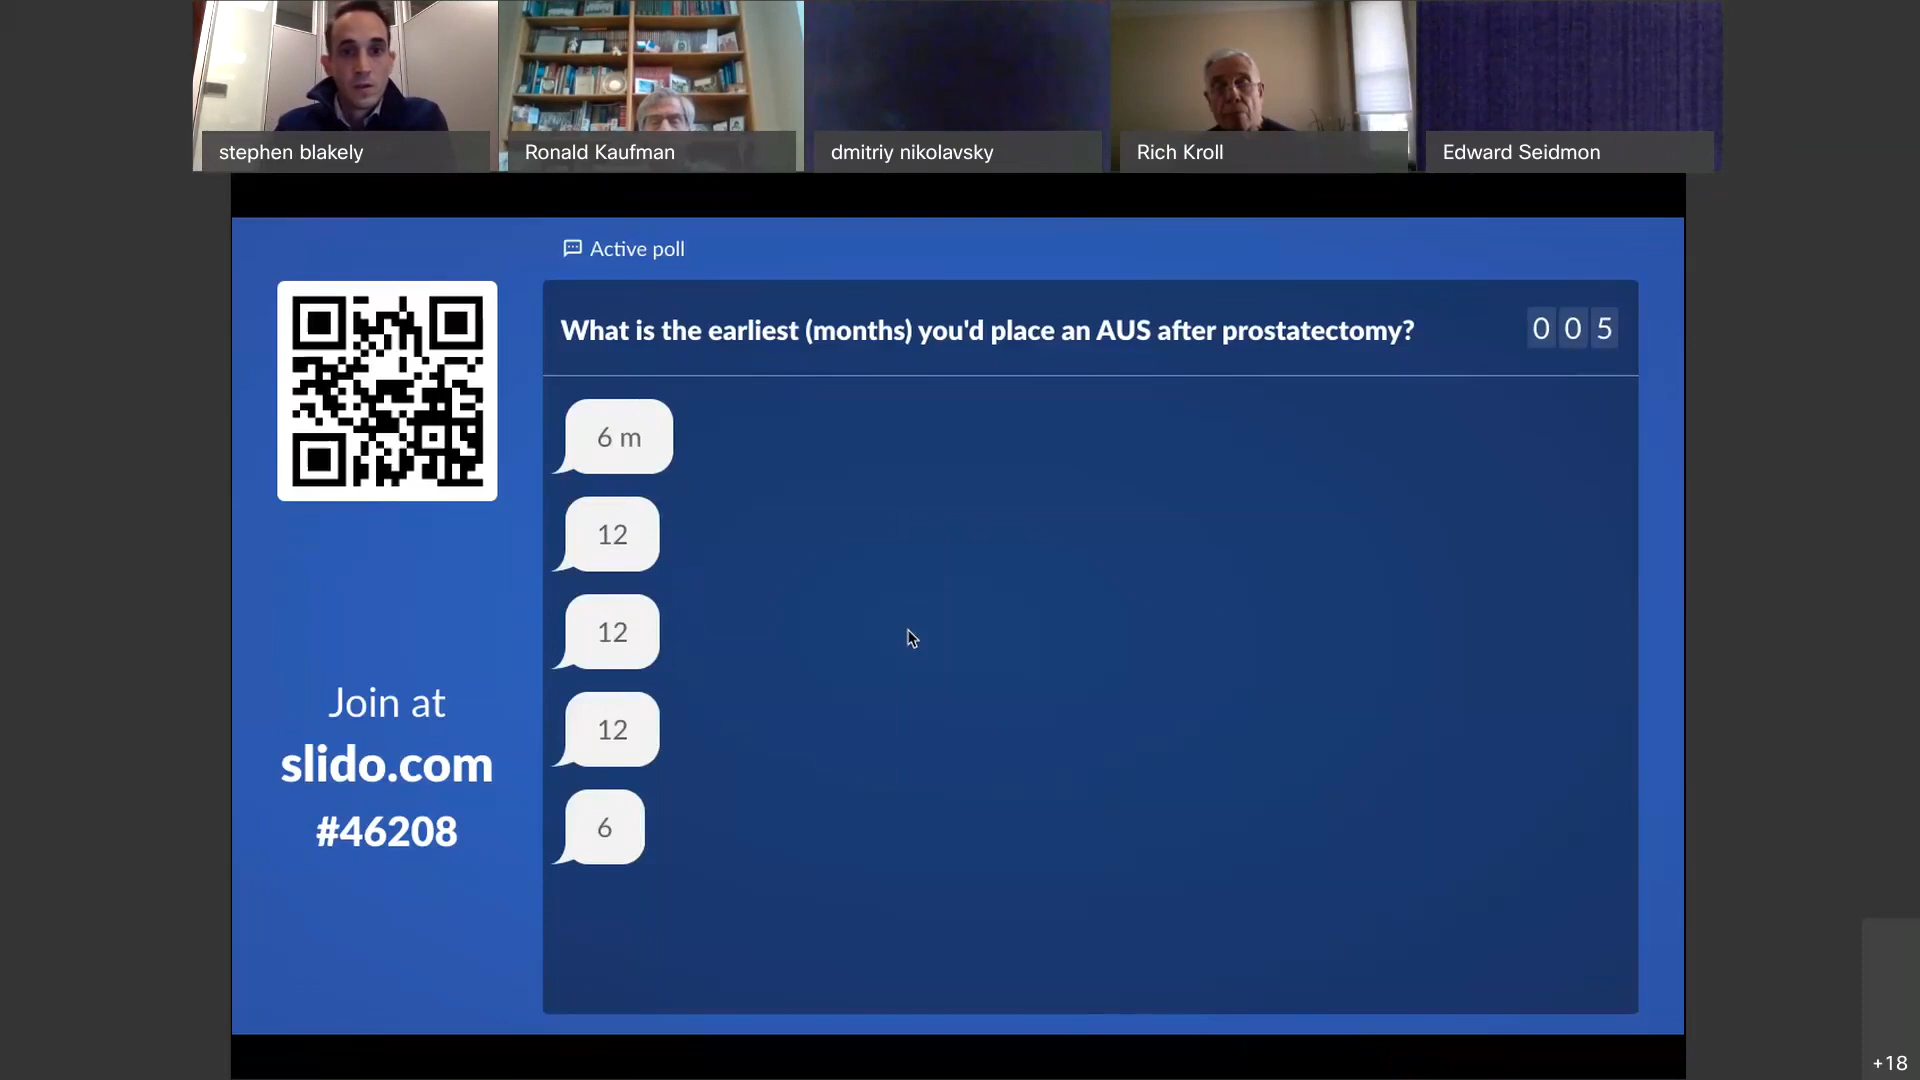 stephen blakely
Ronald Kaufman
dmitriy nikolavsky
Rich Kroll
Edward Seidmon
Active poll
What is the earliest (months) you'd place an AUS after prostatectomy?
0 0 5
6 m
12
12
12
6
Join at
slido.com
#46208
+18